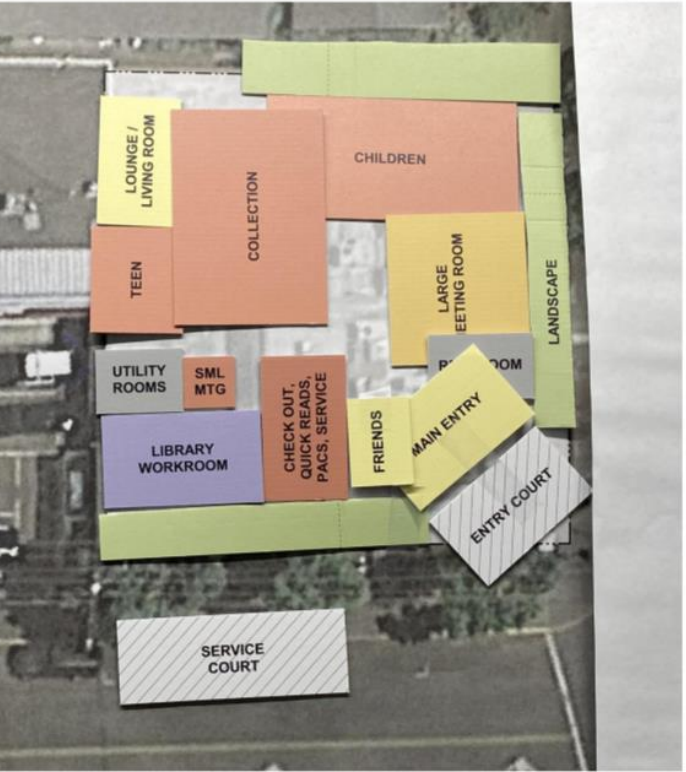 LOUNGE /
LIVING ROOM
COLLECTION
CHILDREN
TEEN
LARGE
EETING ROOM
LANDSCAPE
UTILITY
ROOMS
SML
MTG
OOM
CHECK OUT,
QUICK READS,
PACS, SERVICE
FRIENDS
MAIN ENTRY
LIBRARY
WORKROOM
ENTRY COURT
SERVICE
COURT